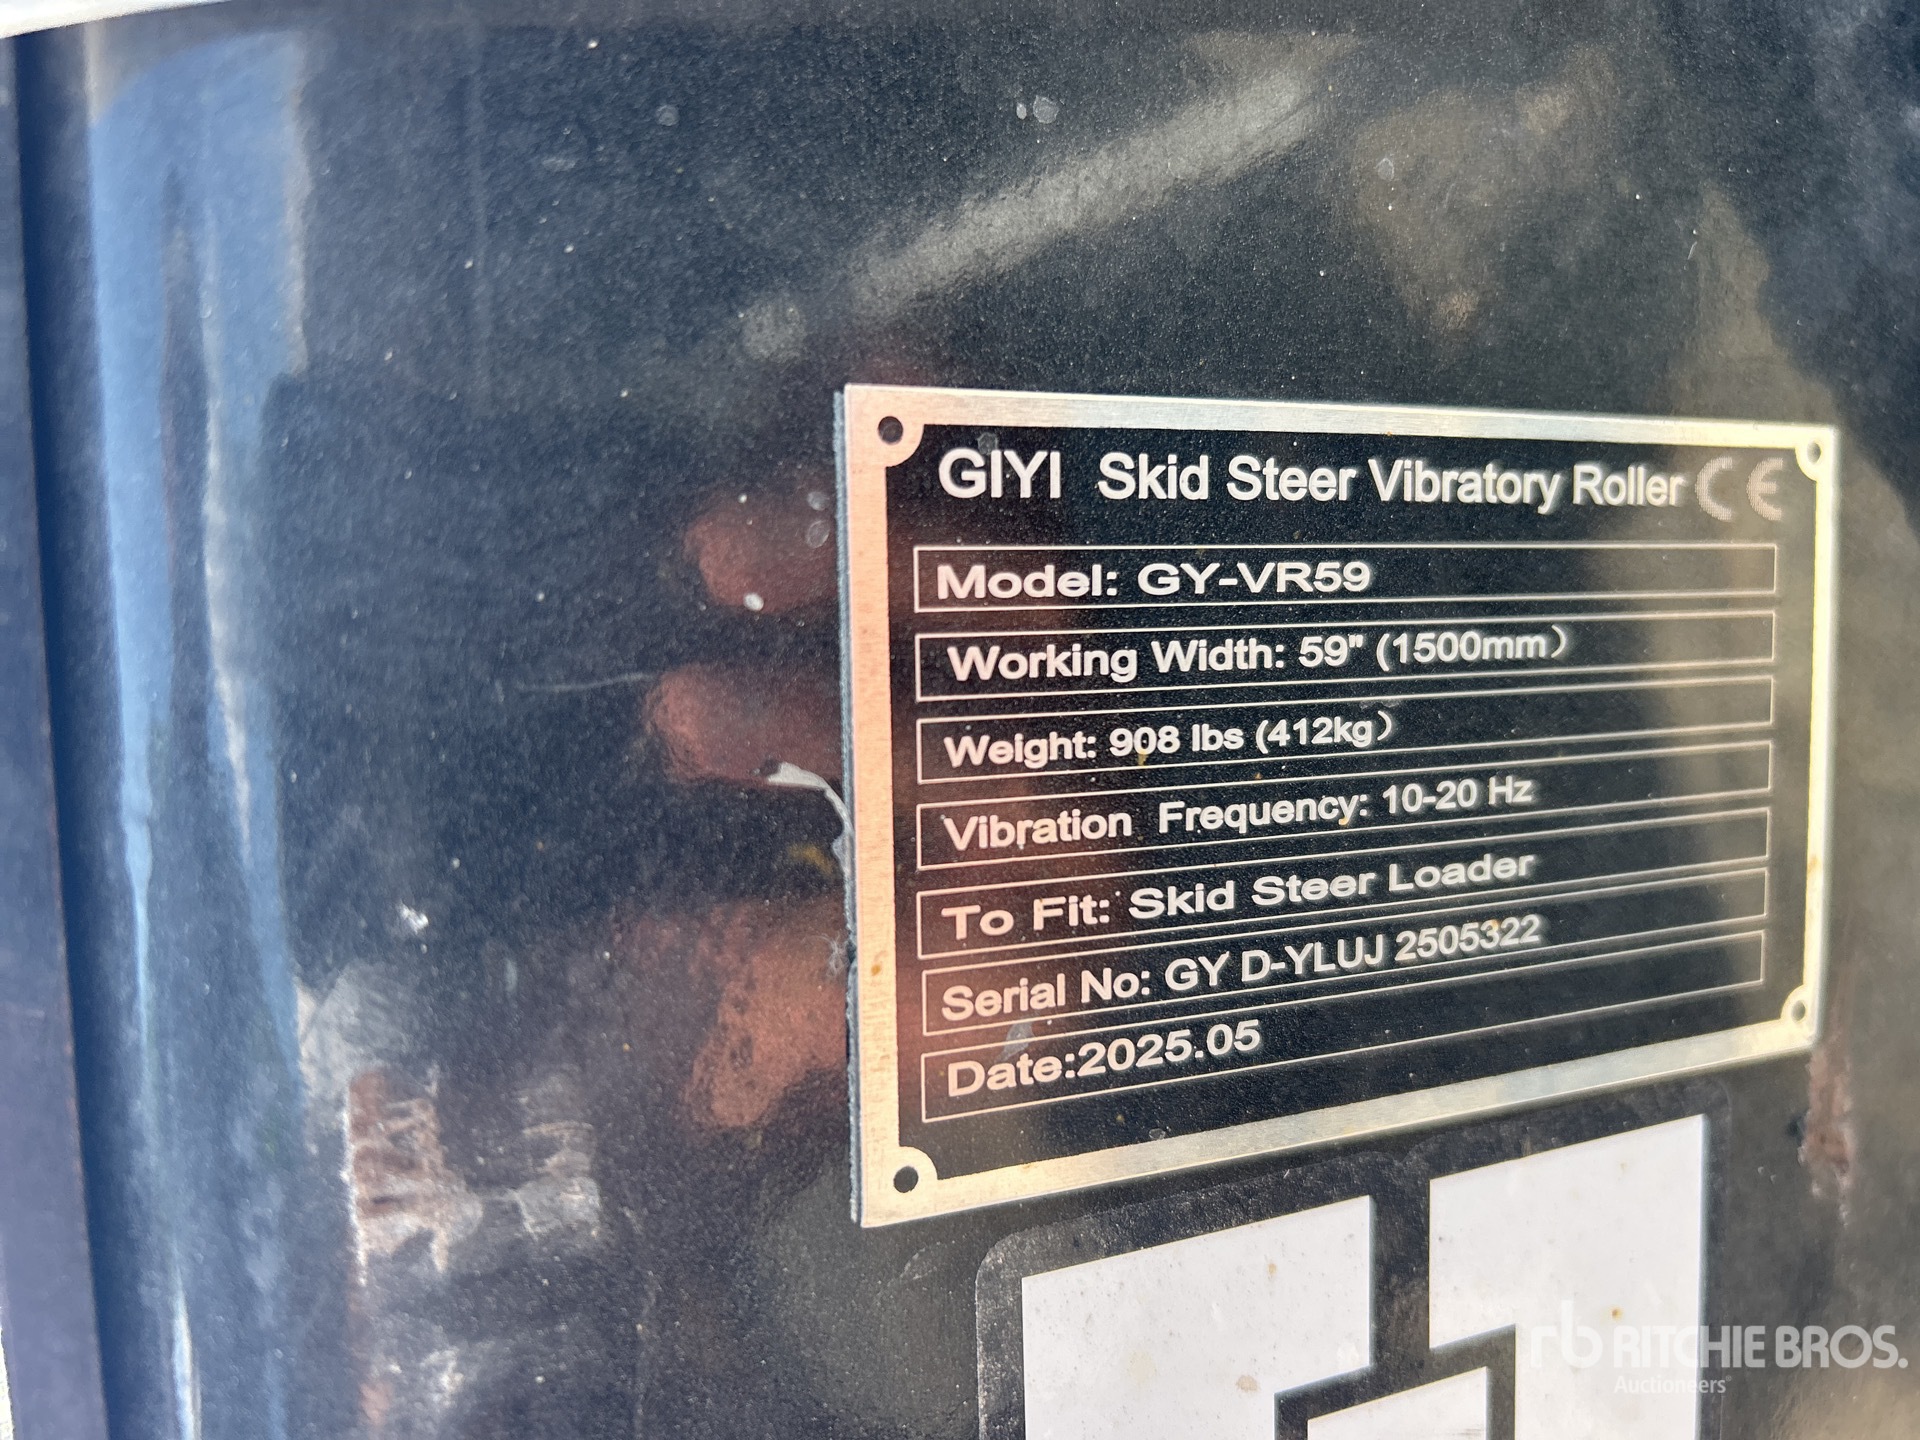 GIYI Skid Steer Vibratory Roller CE
Model: GY-VR59
Working Width: 59" (1500mm）
Weight: 908 lbs (412kg）
Vibration Frequency: 10-20 Hz
To Fit: Skid Steer Loader
Serial No: GY D-YLUJ 2505322
Date:2025.05
rb RITCHIE BROS.
Auctioneers